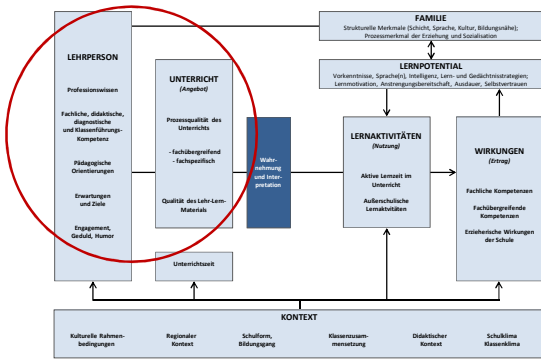 FAMILIE
Strukturelle Merkmale (Schicht, Sprache, Kultur, Bildungsnähe);
Prozessmerkmal der Erziehung und Sozialisation
LERNPOTENTIAL
Vorkenntnisse, Sprache(n), Intelligenz, Lern- und Gedächtnisstrategien;
Lernmotivation, Anstrengungsbereitschaft, Ausdauer, Selbstvertrauen
LEHRPERSON
Professionswissen
Fachliche, didaktische,
diagnostische
und Klassenführungs-
Kompetenz
Pädagogische
Orientierungen
Erwartungen
und Ziele
Engagement,
Geduld, Humor
UNTERRICHT
(Angebot)
Prozessqualität des
Unterrichts
- fachübergreifend
- fachspezifisch
Qualität des Lehr-Lern-
Materials
Unterrichtszeit
Wahr-
nehmung
und Inter-
pretation
LERNAKTIVITÄTEN
(Nutzung)
Aktive Lernzeit im
Unterricht
Außerschulische
Lernaktvitäten
WIRKUNGEN
(Ertrag)
Fachliche Kompetenzen
Fachübergreifende
Kompetenzen
Erzieherische Wirkungen
der Schule
KONTEXT
Kulturelle Rahmen-
bedingungen
Regionaler
Kontext
Schulform,
Bildungsgang
Klassenzusam-
mensetzung
Didaktischer
Kontext
Schulklima
Klassenklima